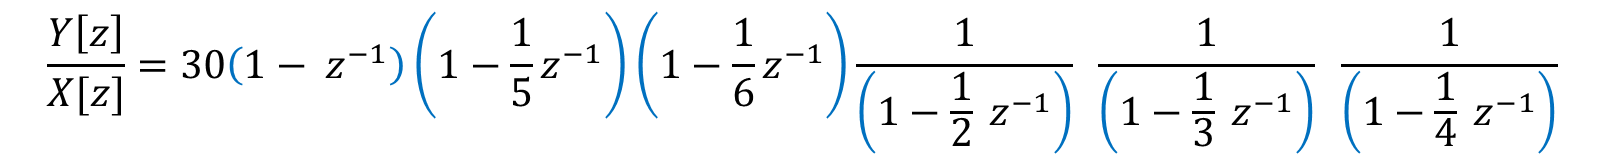 Y[z]/X[z] = 30(1 − z⁻¹)(1 − 1/5 z⁻¹)(1 − 1/6 z⁻¹) 1/(1 − 1/2 z⁻¹) 1/(1 − 1/3 z⁻¹) 1/(1 − 1/4 z⁻¹)